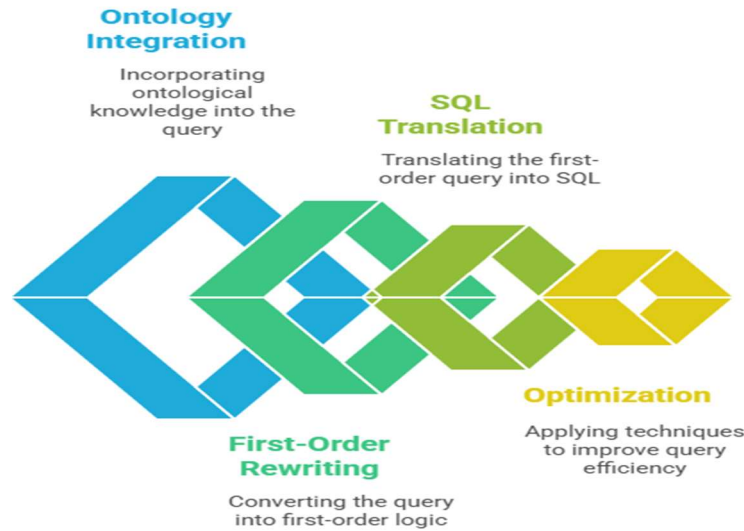 Ontology
Integration
Incorporating
ontological
knowledge into the
query
SQL
Translation
Translating the first-
order query into SQL
First-Order
Rewriting
Converting the query
into first-order logic
Optimization
Applying techniques
to improve query
efficiency